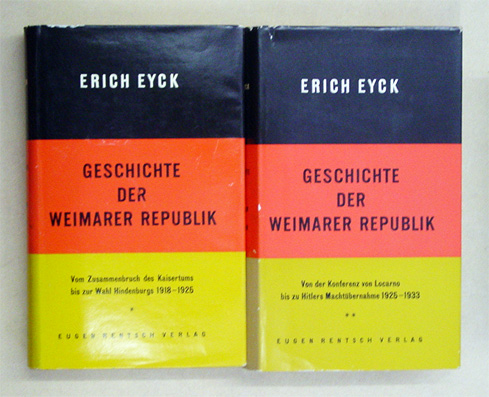 ERICH EYCK
GESCHICHTE
DER
WEIMARER REPUBLIK
Vom Zusammenbruch des Kaisertums
bis zur Wahl Hindenburgs 1918–1925
*
EUGEN RENTSCH VERLAG
ERICH EYCK
GESCHICHTE
DER
WEIMARER REPUBLIK
Von der Konferenz von Locarno
bis zu Hitlers Machtübernahme 1925–1933
**
EUGEN RENTSCH VERLAG